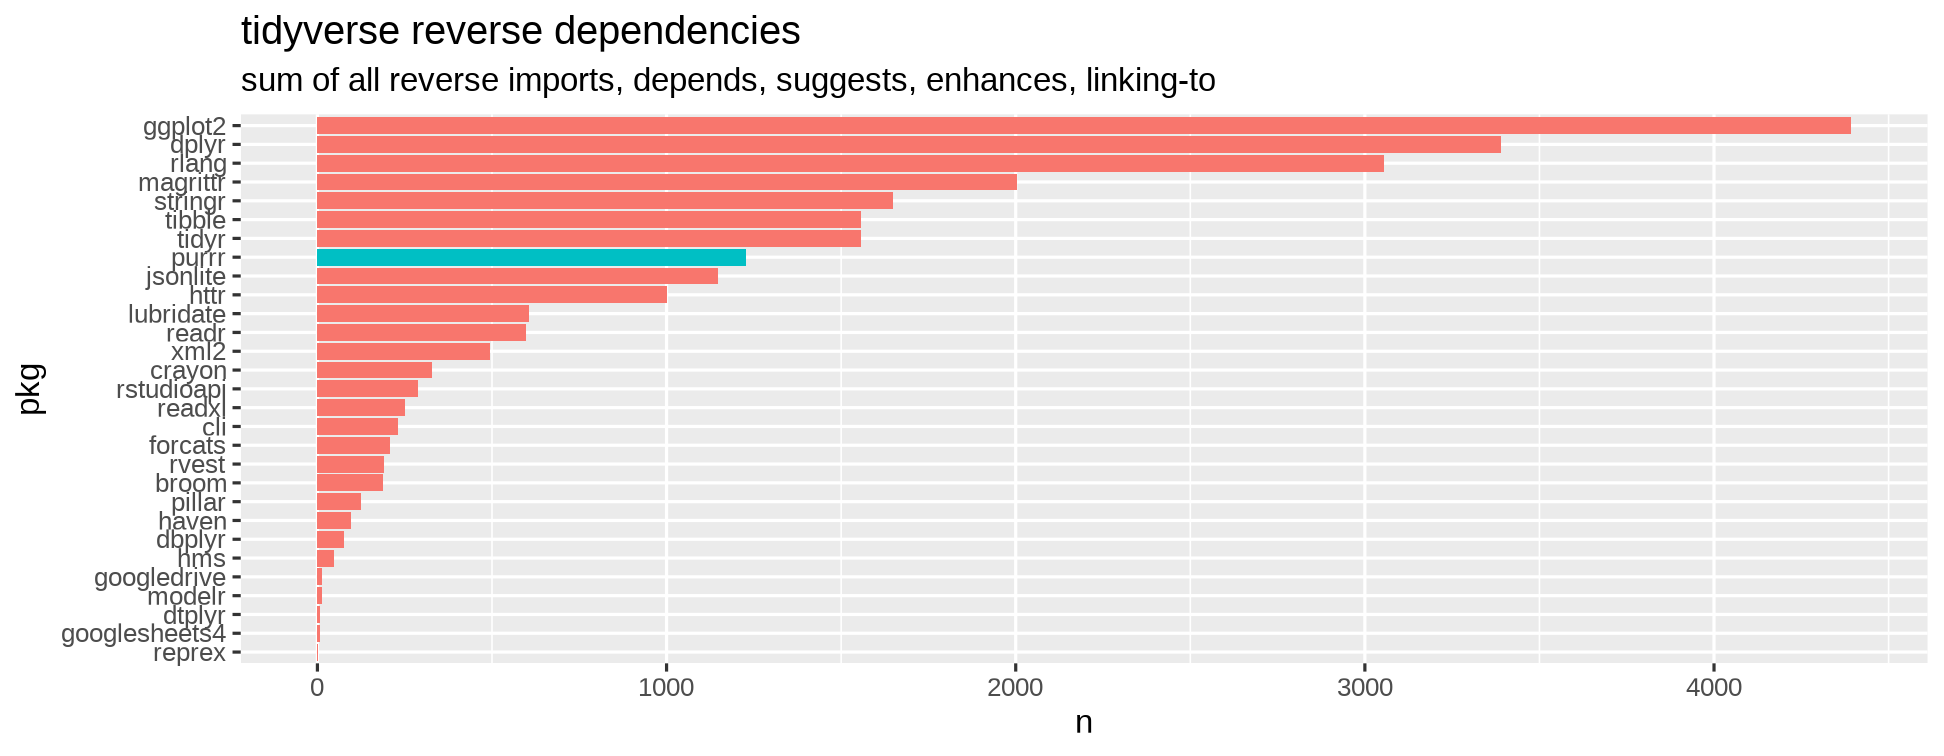 tidyverse reverse dependencies
sum of all reverse imports, depends, suggests, enhances, linking-to
ggplot2
dplyr
rlang
magrittr
stringr
tibble
tidyr
purrr
jsonlite
httr
lubridate
readr
xml2
crayon
rstudioapi
readxl
cli
forcats
rvest
broom
pillar
haven
dbplyr
hms
googledrive
modelr
dtplyr
googlesheets4
reprex
pkg
0 1000 2000 3000 4000
n